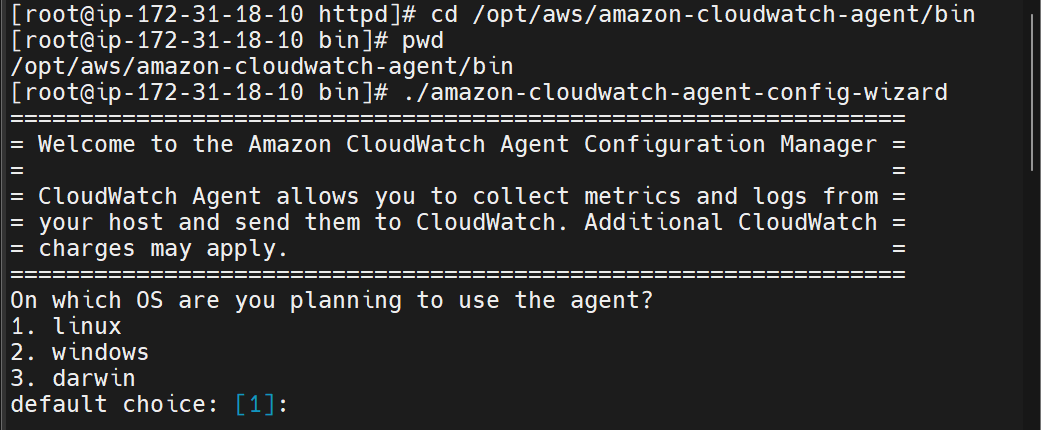 [root@ip-172-31-18-10 httpd]# cd /opt/aws/amazon-cloudwatch-agent/bin
[root@ip-172-31-18-10 bin]# pwd
/opt/aws/amazon-cloudwatch-agent/bin
[root@ip-172-31-18-10 bin]# ./amazon-cloudwatch-agent-config-wizard
================================================================
= Welcome to the Amazon CloudWatch Agent Configuration Manager =
=                                                              =
= CloudWatch Agent allows you to collect metrics and logs from =
= your host and send them to CloudWatch. Additional CloudWatch =
= charges may apply.                                           =
================================================================
On which OS are you planning to use the agent?
1. linux
2. windows
3. darwin
default choice: [1]: